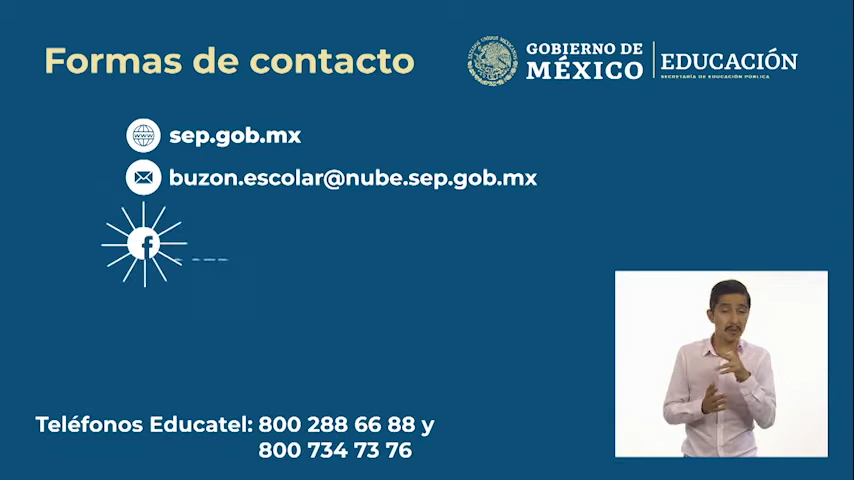 Formas de contacto
GOBIERNO DE
MÉXICO
EDUCACIÓN
SECRETARÍA DE EDUCACIÓN PÚBLICA
sep.gob.mx
buzon.escolar@nube.sep.gob.mx
Teléfonos Educatel: 800 288 66 88 y
800 734 73 76